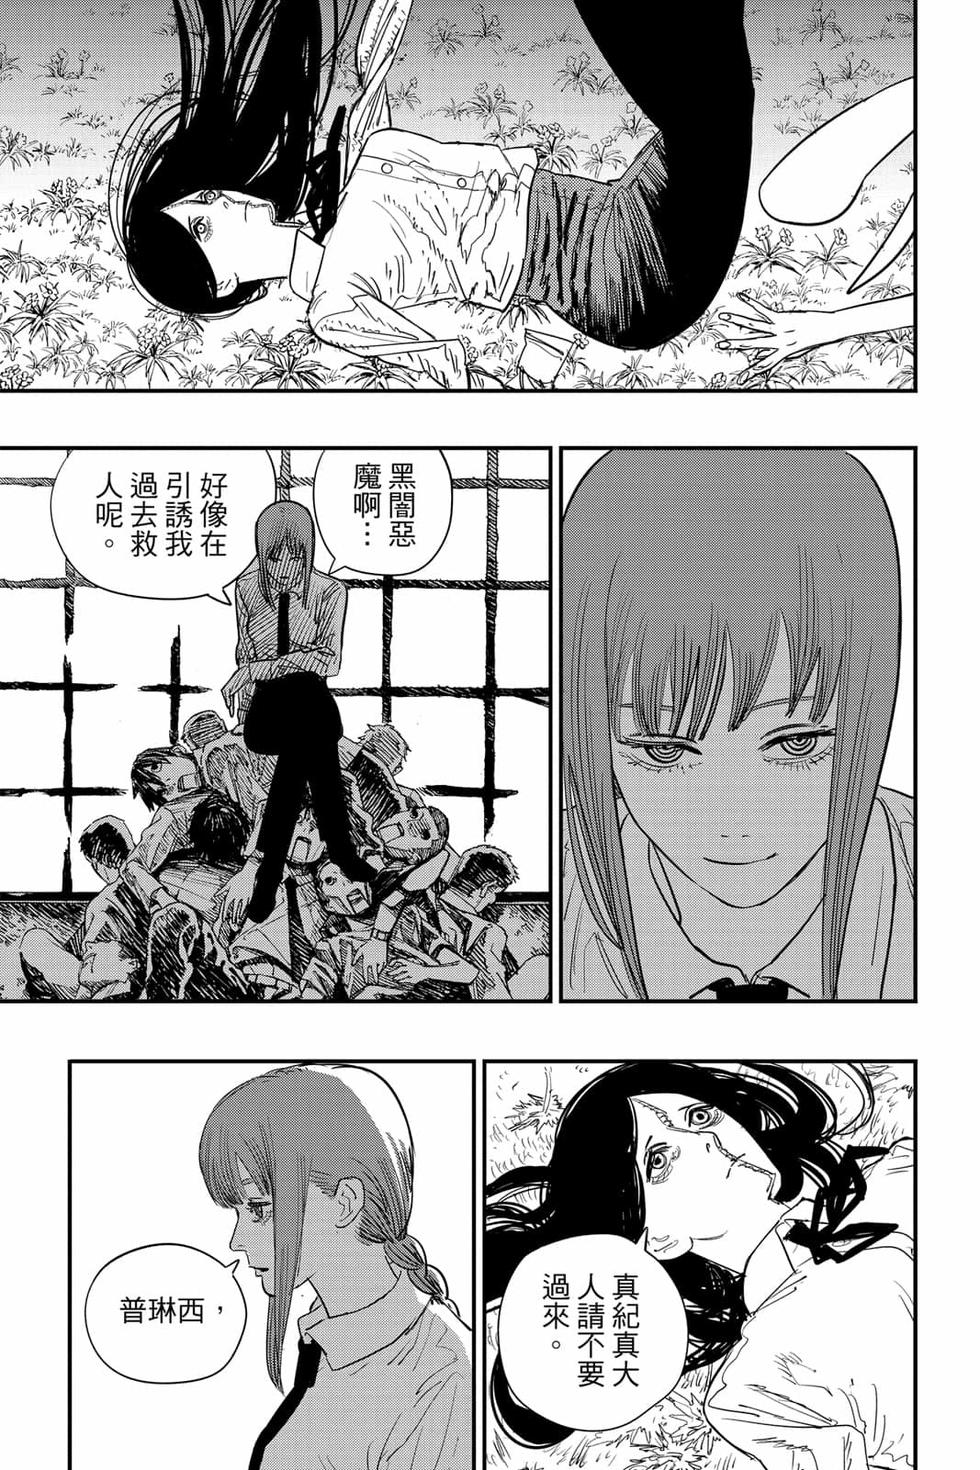 黑闇惡
魔啊⋯
好像在
引誘我
過去救
人呢。
真紀真大
人請不要
過來。
普琳西，